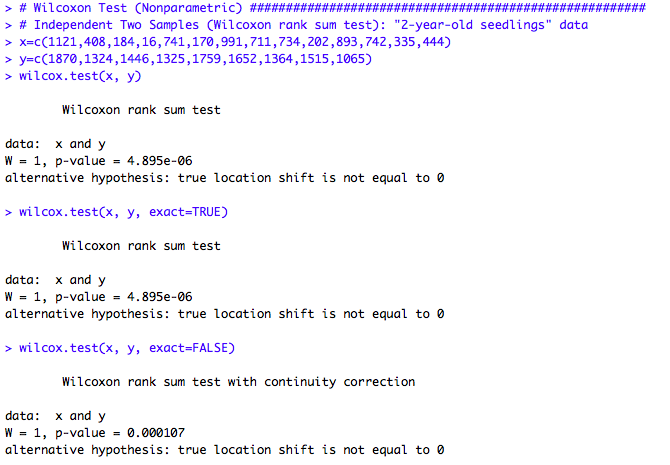 > # Wilcoxon Test (Nonparametric) #######################################################
> # Independent Two Samples (Wilcoxon rank sum test): "2-year-old seedlings" data
> x=c(1121,408,184,16,741,170,991,711,734,202,893,742,335,444)
> y=c(1870,1324,1446,1325,1759,1652,1364,1515,1065)
> wilcox.test(x, y)
Wilcoxon rank sum test
data:  x and y
W = 1, p-value = 4.895e-06
alternative hypothesis: true location shift is not equal to 0
> wilcox.test(x, y, exact=TRUE)
Wilcoxon rank sum test
data:  x and y
W = 1, p-value = 4.895e-06
alternative hypothesis: true location shift is not equal to 0
> wilcox.test(x, y, exact=FALSE)
Wilcoxon rank sum test with continuity correction
data:  x and y
W = 1, p-value = 0.000107
alternative hypothesis: true location shift is not equal to 0